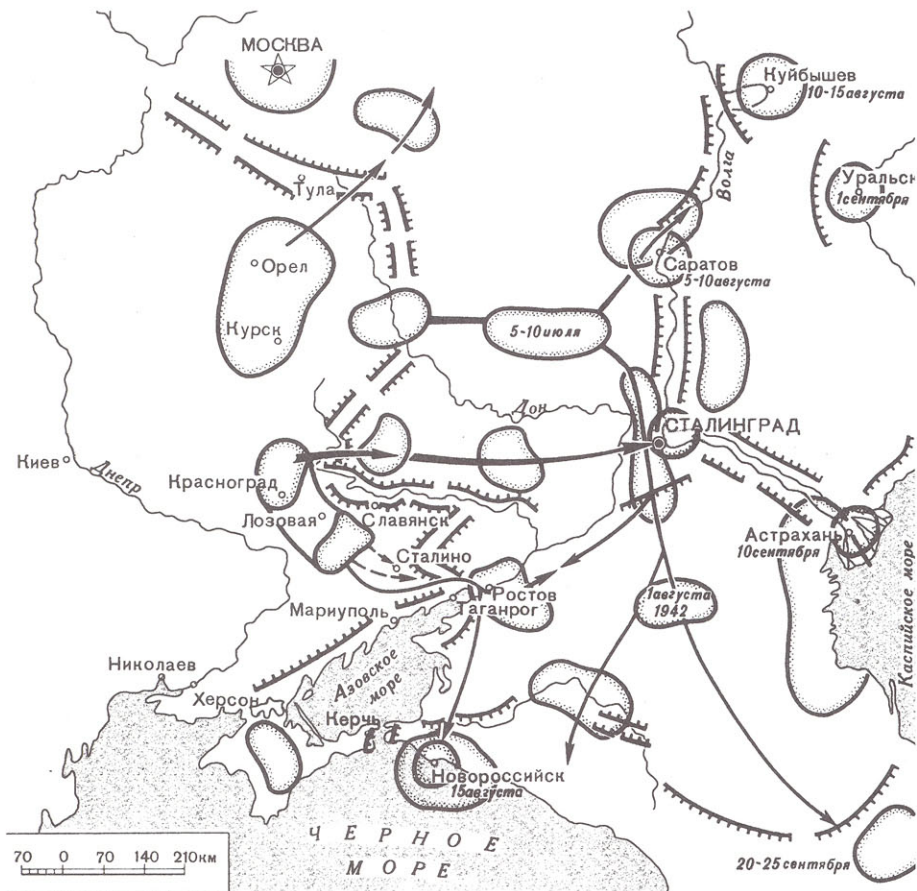 МОСКВА
Куйбышев
10-15 августа
Волга
Тула
Уральск
1 сентября
Орел
Саратов
5-10 августа
Курск
5-10 июля
Дон
СТАЛИНГРАД
Киев
Днепр
Красноград
Лозовая
Славянск
Астрахань
10 сентября
Сталино
Ростов
1 августа
1942
Мариуполь
Таганрог
Каспийское море
Николаев
Азовское
море
Херсон
Керчь
Новороссийск
15 августа
ЧЕРНОЕ
МОРЕ
70 0 70 140 210 км
20-25 сентября